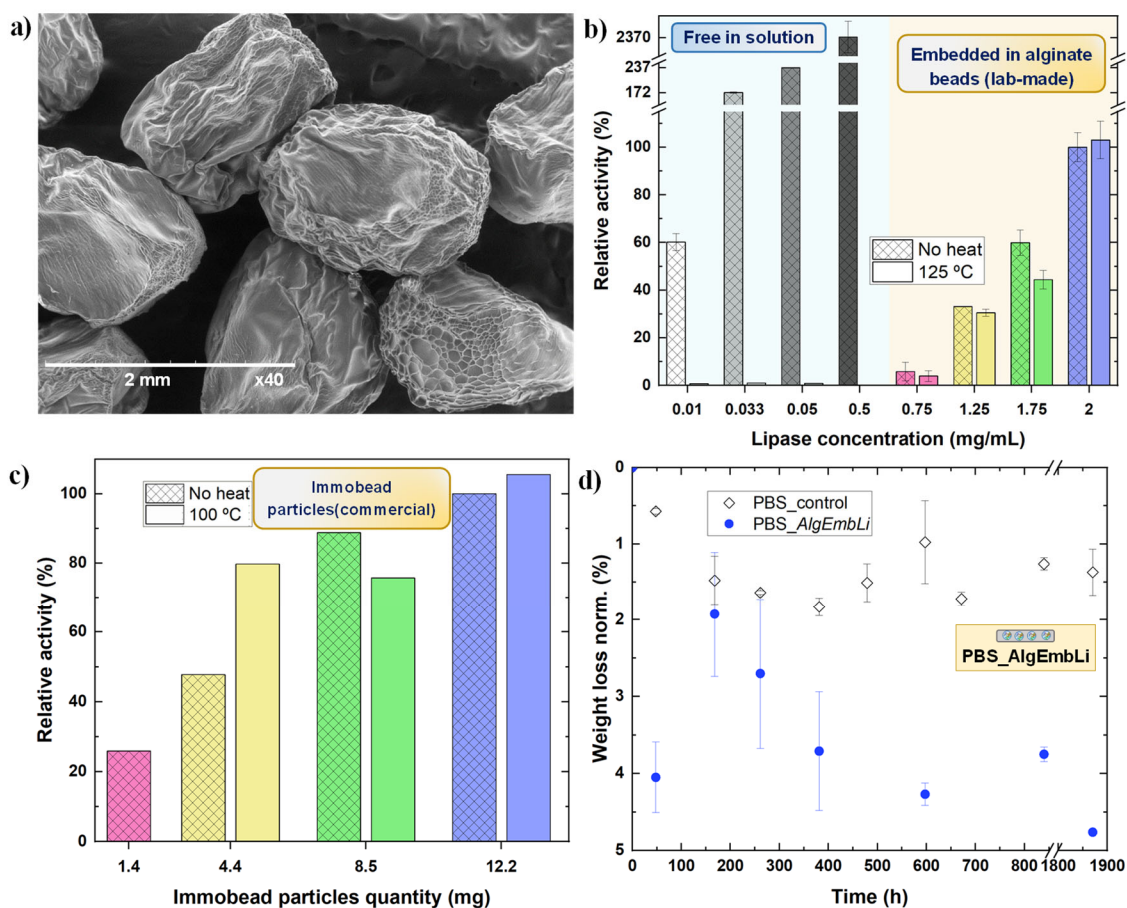 a)
2 mm
x40
b)
Free in solution
Embedded in alginate
beads (lab-made)
Relative activity (%)
2370
237
172
100
80
60
40
20
0
No heat
125 ºC
0.01
0.033
0.05
0.5
0.75
1.25
1.75
2
Lipase concentration (mg/mL)
c)
No heat
100 ºC
Immobead
particles(commercial)
Relative activity (%)
100
80
60
40
20
0
1.4
4.4
8.5
12.2
Immobead particles quantity (mg)
d)
PBS_control
PBS_AlgEmbLi
PBS_AlgEmbLi
Weight loss norm. (%)
0
1
2
3
4
5
0
100
200
300
400
500
600
700
800
1800
1900
Time (h)